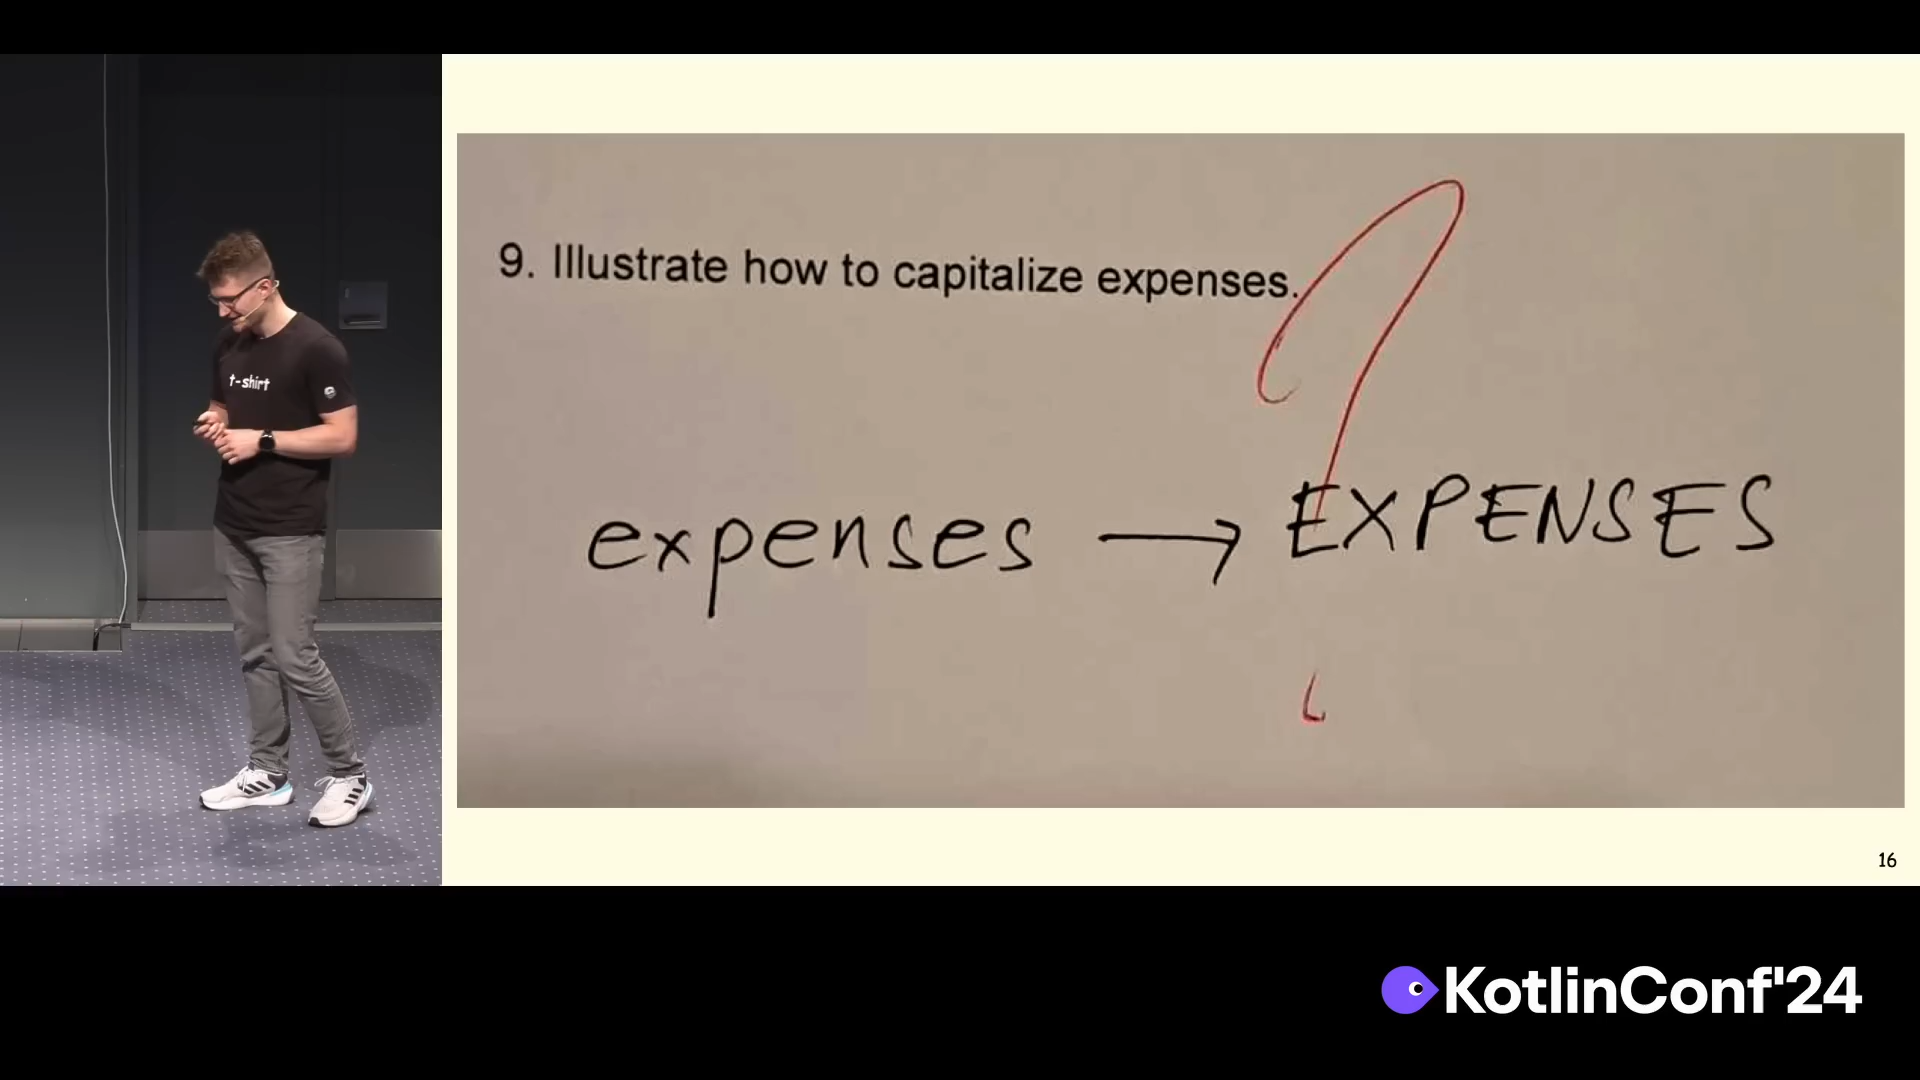 t-shirt
9. Illustrate how to capitalize expenses.
expenses → EXPENSES
16
KotlinConf'24